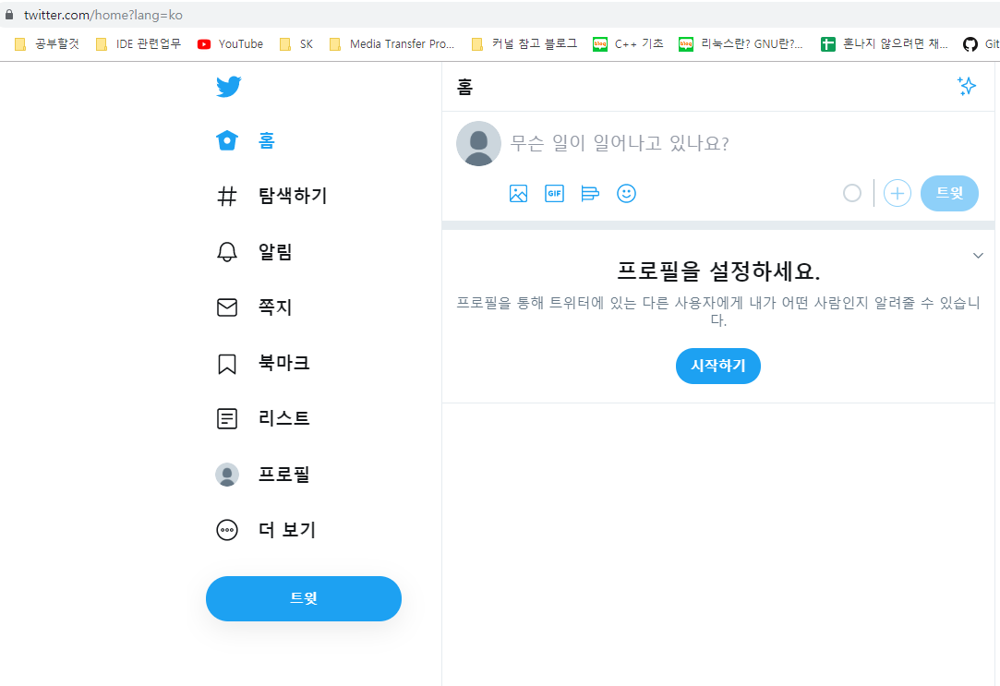 twitter.com/home?lang=ko
공부할것 IDE 관련업무 YouTube SK Media Transfer Pro... 커널 참고 블로그 blog C++ 기초 blog 리눅스란? GNU란?... 혼나지 않으려면 채... Git
홈
탐색하기
알림
쪽지
북마크
리스트
프로필
더 보기
트윗
홈
무슨 일이 일어나고 있나요?
GIF
트윗
프로필을 설정하세요.
프로필을 통해 트위터에 있는 다른 사용자에게 내가 어떤 사람인지 알려줄 수 있습니
다.
시작하기